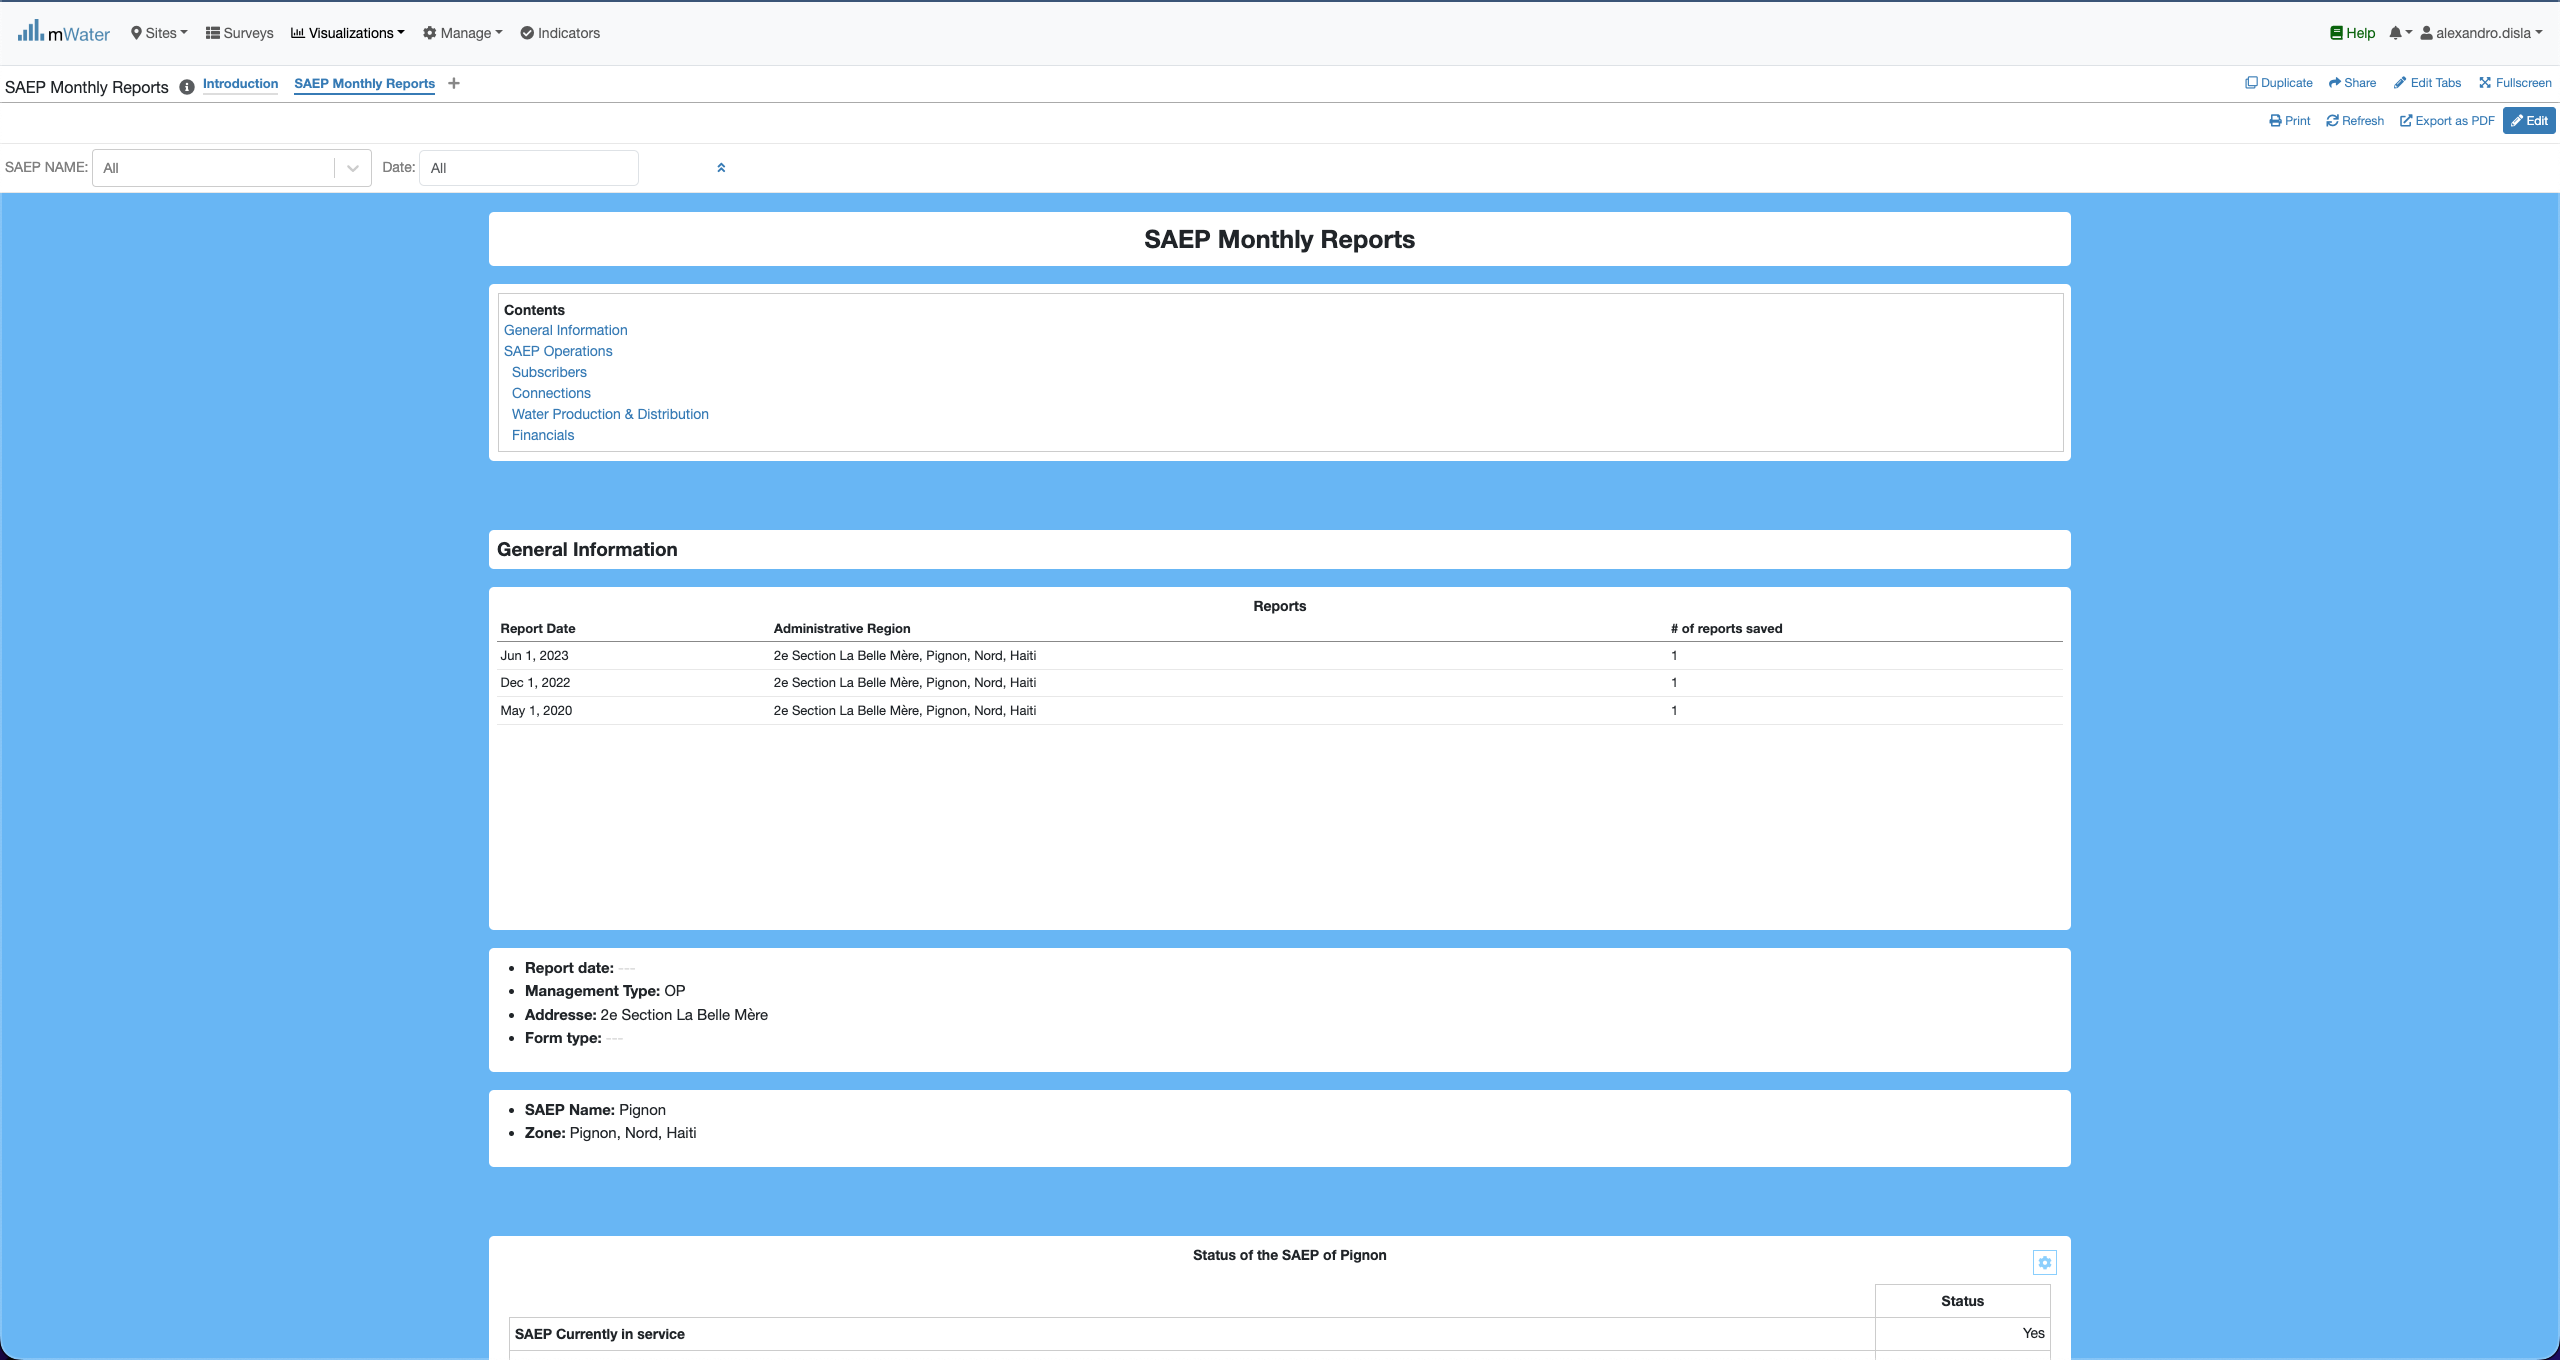 mWater Sites Surveys Visualizations Manage Indicators Help alexandro.disla
SAEP Monthly Reports Introduction SAEP Monthly Reports Duplicate Share Edit Tabs Fullscreen
Print Refresh Export as PDF Edit
SAEP NAME: All Date: All
SAEP Monthly Reports
Contents
General Information
SAEP Operations
Subscribers
Connections
Water Production & Distribution
Financials
General Information
Reports
Report Date Administrative Region # of reports saved
Jun 1, 2023 2e Section La Belle Mère, Pignon, Nord, Haiti 1
Dec 1, 2022 2e Section La Belle Mère, Pignon, Nord, Haiti 1
May 1, 2020 2e Section La Belle Mère, Pignon, Nord, Haiti 1
• Report date: ---
• Management Type: OP
• Addresse: 2e Section La Belle Mère
• Form type: ---
• SAEP Name: Pignon
• Zone: Pignon, Nord, Haiti
Status of the SAEP of Pignon
Status
SAEP Currently in service Yes